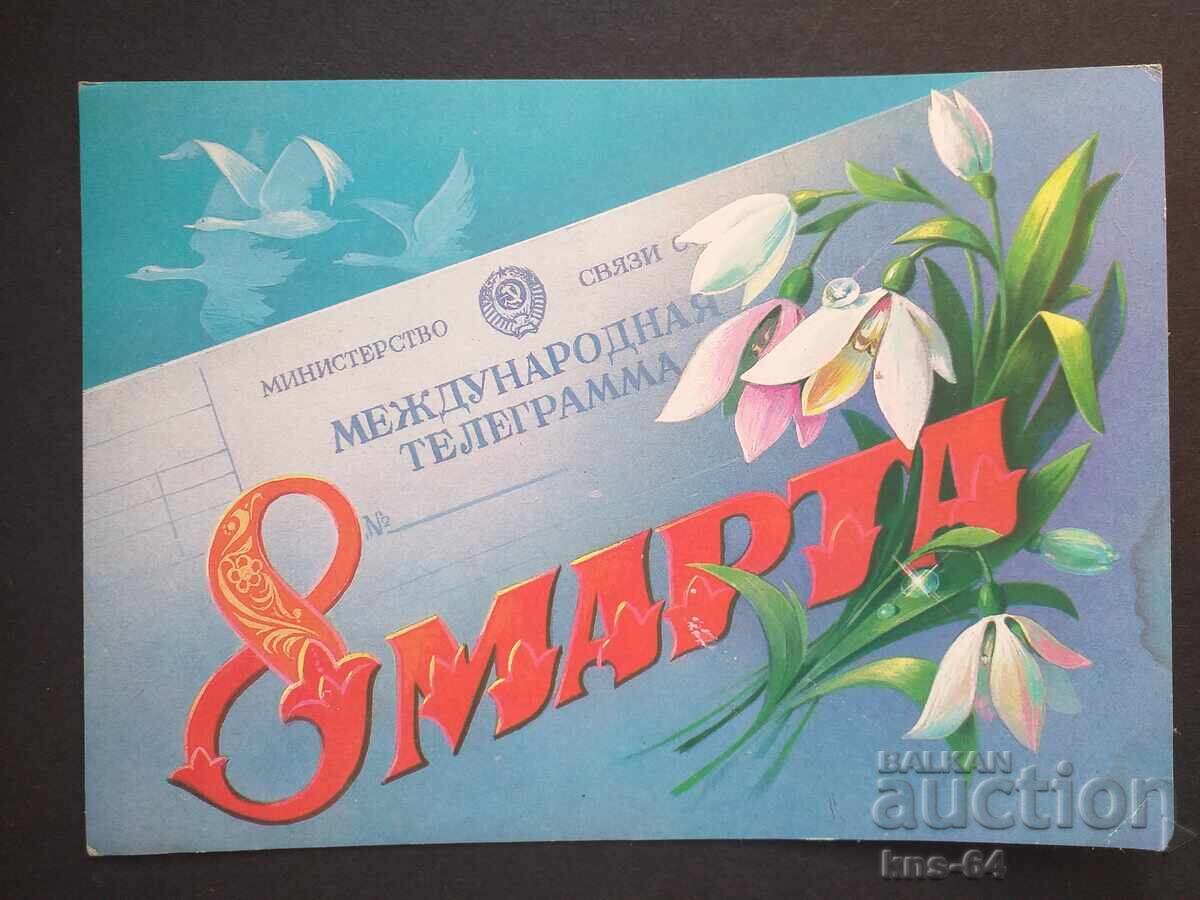 МИНИСТЕРСТВО СВЯЗИ
МЕЖДУНАРОДНАЯ
ТЕЛЕГРАММА
№
8 МАРТА
BALKAN
auction
kns-64